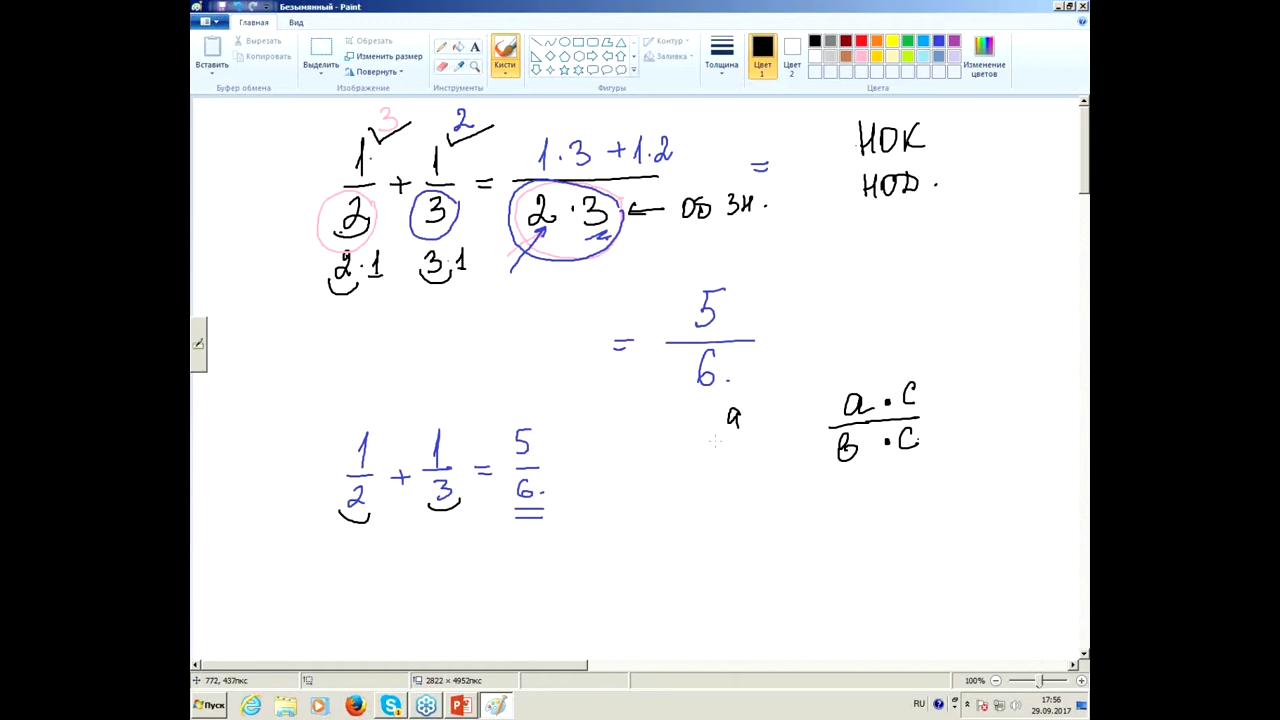 Безымянный - Paint
Главная Вид
Вставить Вырезать Копировать
Выделить Обрезать Изменить размер Повернуть
Кисти Контур Заливка Толщина Цвет 1 Цвет 2 Изменение цветов
Буфер обмена Изображение Инструменты Фигуры Цвета
3 2
1/2 + 1/3 = (1·3 + 1·2)/(2·3) =
← ОБ ЗН.
НОК
НОД.
2·1 3·1
= 5/6.
a
a·c
b·c
1/2 + 1/3 = 5/6.
772, 437пкс 2822 × 4952пкс 100%
Пуск RU 17:56
29.09.2017